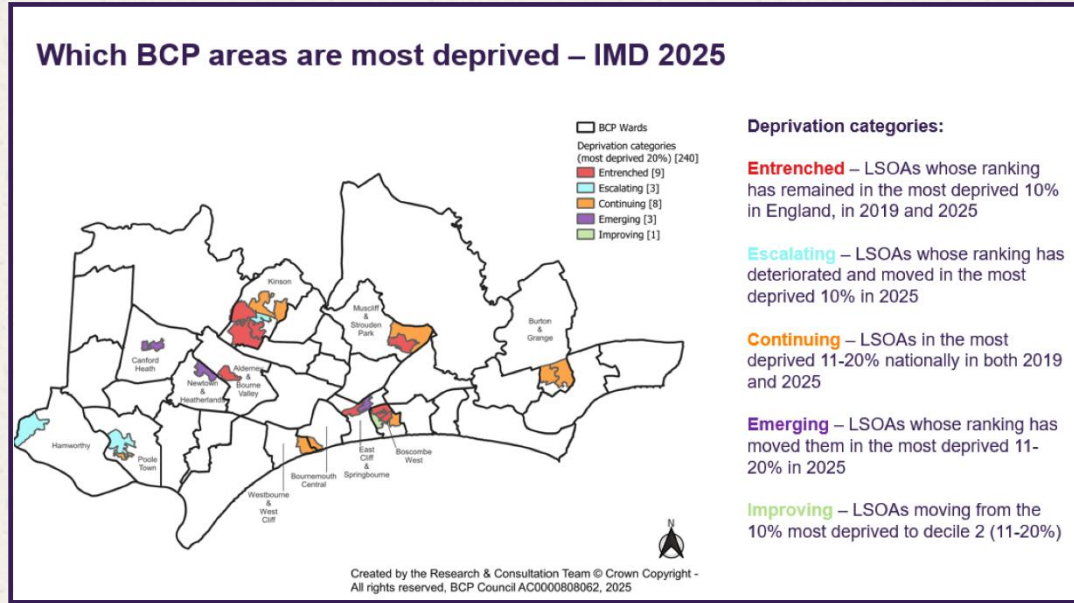 Which BCP areas are most deprived – IMD 2025
BCP Wards
Deprivation categories
(most deprived 20%) [240]
Entrenched [9]
Escalating [3]
Continuing [8]
Emerging [3]
Improving [1]
Kinson
Muscliff
&
Strouden
Park
Burton
&
Grange
Canford
Heath
Newtown
&
Heatherlands
Alderney
&
Bourne
Valley
Hamworthy
Poole
Town
Westbourne
&
West
Cliff
Bournemouth
Central
East
Cliff
&
Springbourne
Boscombe
West
N
Created by the Research & Consultation Team © Crown Copyright -
All rights reserved, BCP Council AC0000808062, 2025
Deprivation categories:
Entrenched – LSOAs whose ranking
has remained in the most deprived 10%
in England, in 2019 and 2025
Escalating – LSOAs whose ranking has
deteriorated and moved in the most
deprived 10% in 2025
Continuing – LSOAs in the most
deprived 11-20% nationally in both 2019
and 2025
Emerging – LSOAs whose ranking has
moved them in the most deprived 11-
20% in 2025
Improving – LSOAs moving from the
10% most deprived to decile 2 (11-20%)